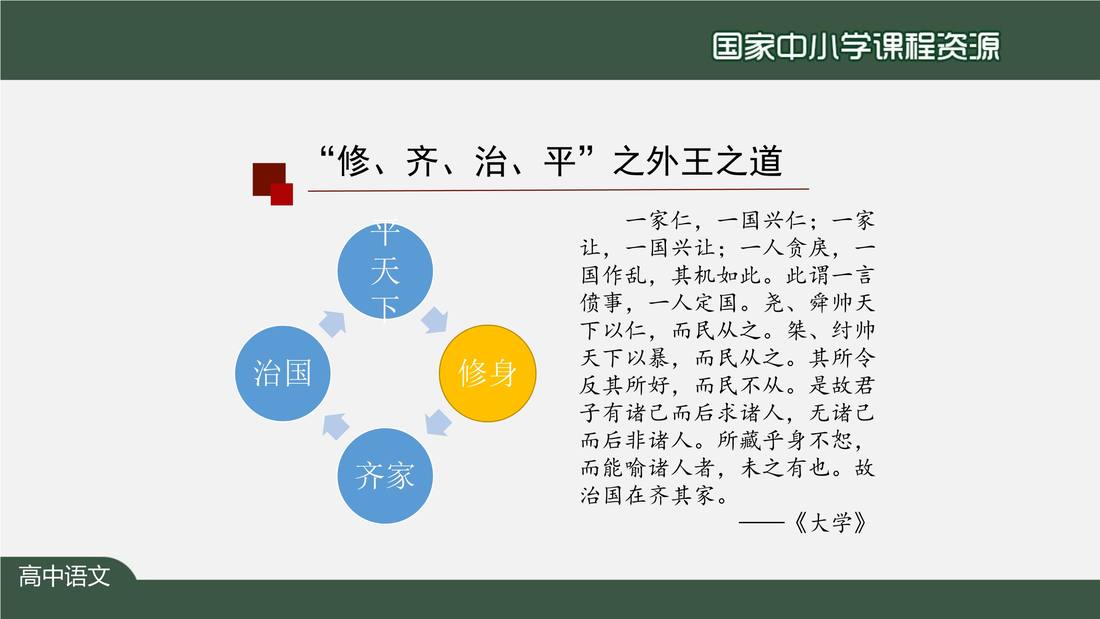 国家中小学课程资源
“修、齐、治、平”之外王之道
平
天
下
治国
修身
齐家
一家仁，一国兴仁；一家
让，一国兴让；一人贪戾，一
国作乱，其机如此。此谓一言
偾事，一人定国。尧、舜帅天
下以仁，而民从之。桀、纣帅
天下以暴，而民从之。其所令
反其所好，而民不从。是故君
子有诸己而后求诸人，无诸己
而后非诸人。所藏乎身不恕，
而能喻诸人者，未之有也。故
治国在齐其家。
——《大学》
高中语文